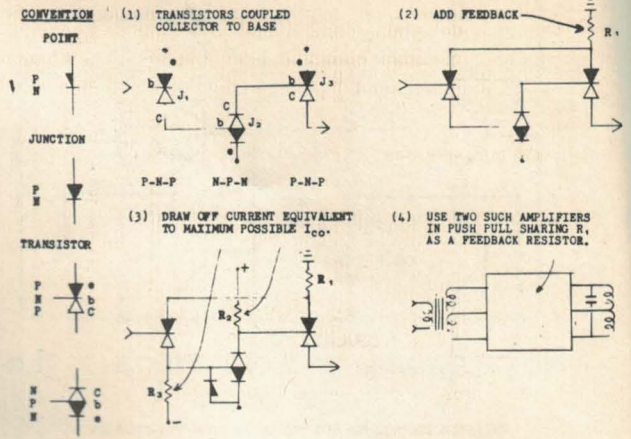 CONVENTION
POINT
P
N
JUNCTION
P
N
TRANSISTOR
P
N
P
e
b
C
N
P
N
C
b
e
(1) TRANSISTORS COUPLED
COLLECTOR TO BASE
e
b
J₁
C
C
b
J₂
e
e
b
C
J₃
P-N-P N-P-N P-N-P
(2) ADD FEEDBACK
R₁
(3) DRAW OFF CURRENT EQUIVALENT
TO MAXIMUM POSSIBLE Ico.
+
R₁
R₂
R₃
-
(4) USE TWO SUCH AMPLIFIERS
IN PUSH PULL SHARING R,
AS A FEEDBACK RESISTOR.